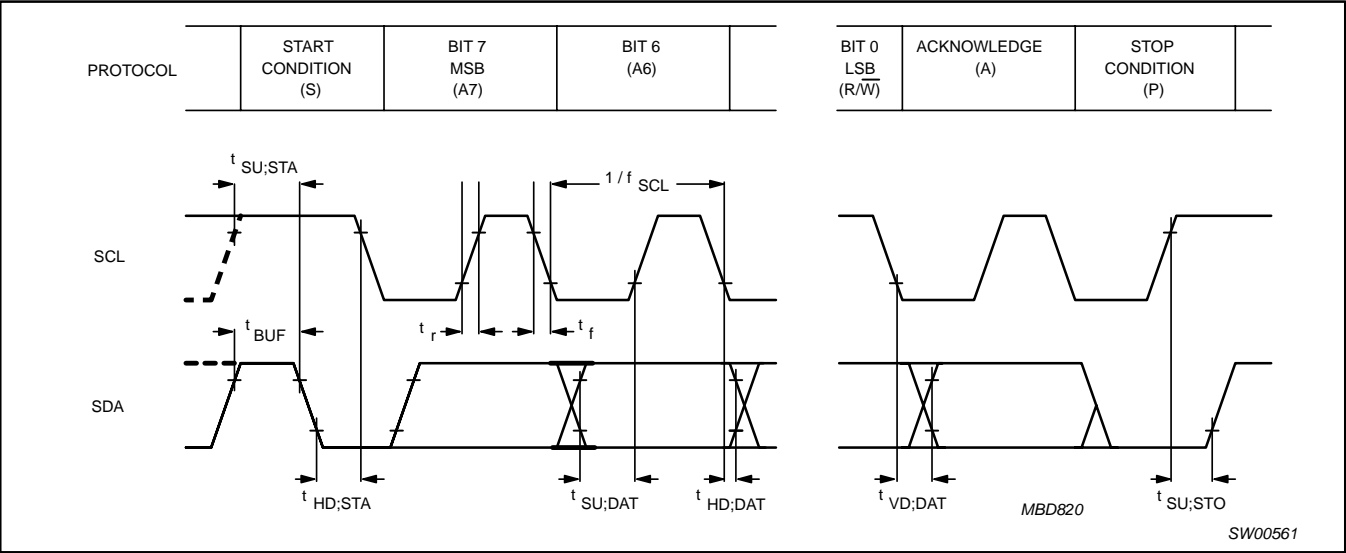 PROTOCOL
START
CONDITION
(S)
BIT 7
MSB
(A7)
BIT 6
(A6)
BIT 0
LSB
(R/W̅)
ACKNOWLEDGE
(A)
STOP
CONDITION
(P)
t SU;STA
1 / f SCL
SCL
t BUF
t r
t f
SDA
t HD;STA
t SU;DAT
t HD;DAT
t VD;DAT
t SU;STO
MBD820
SW00561